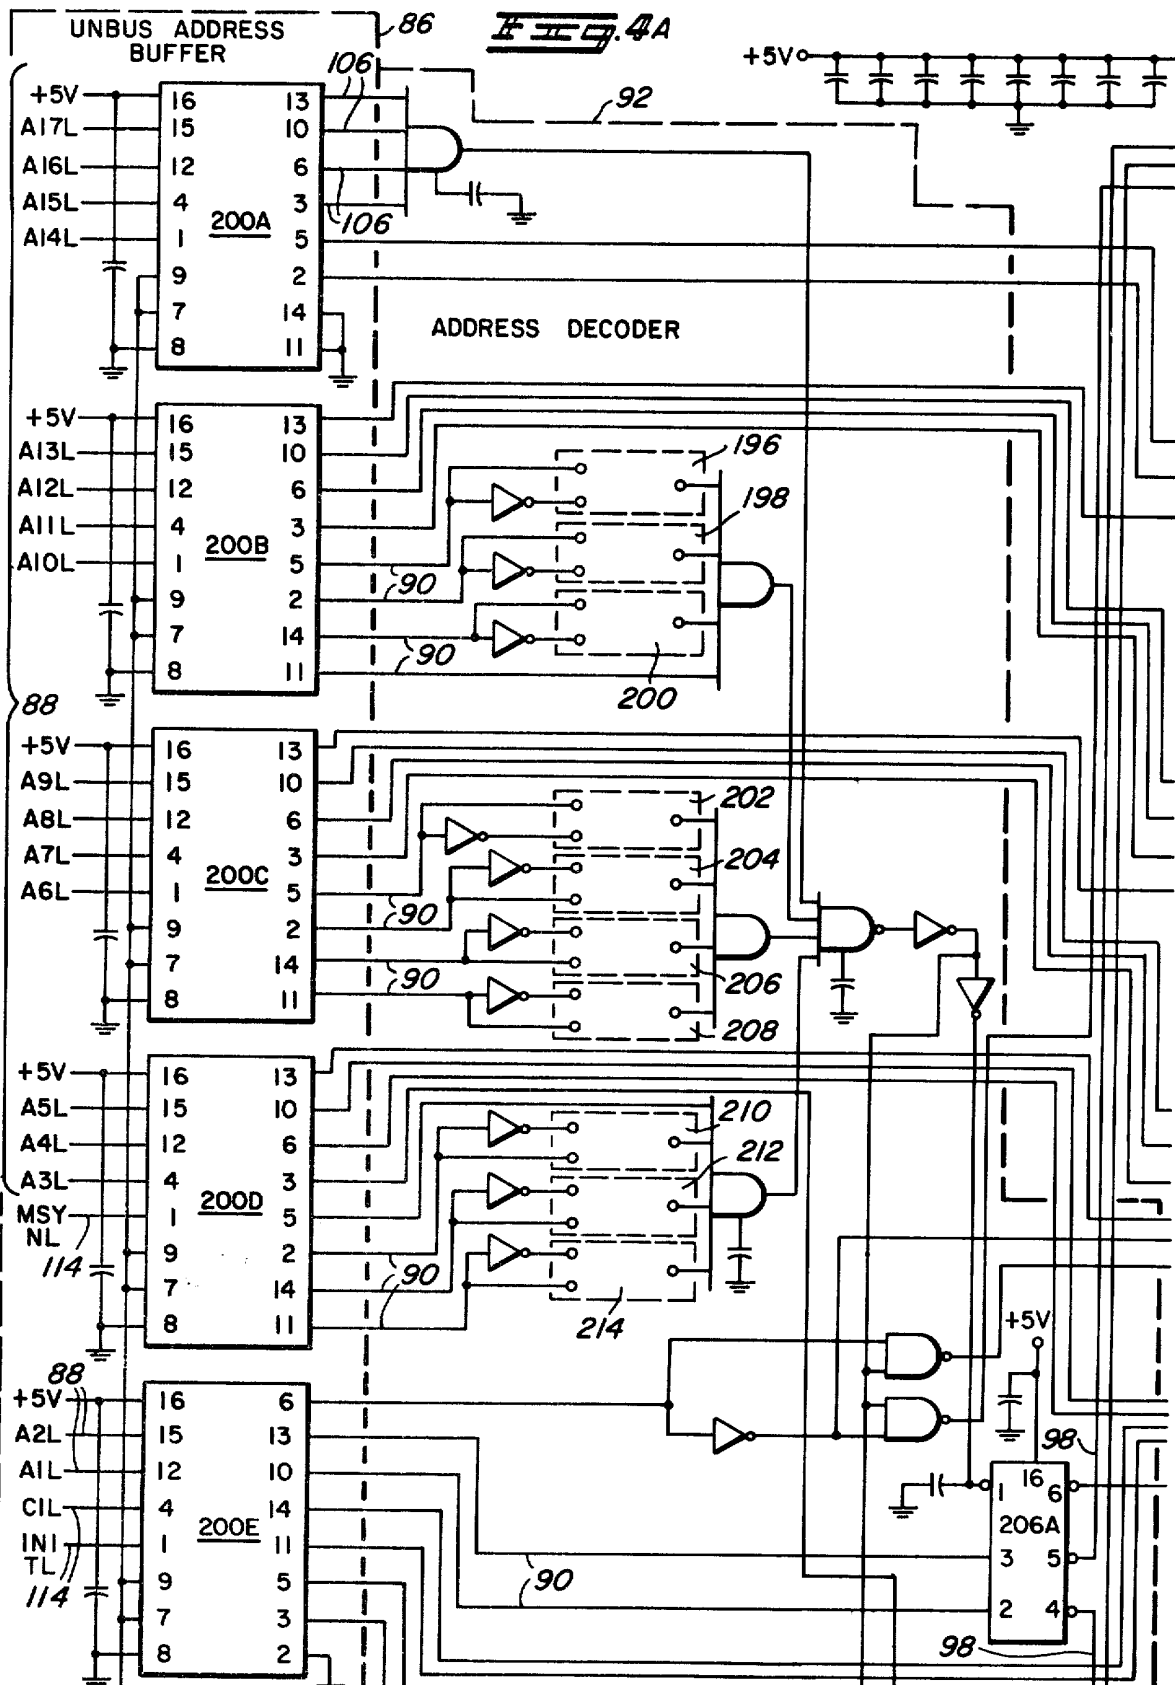 UNBUS ADDRESS
BUFFER
86
Fig. 4A
+5V
106
92
+5V 16 13
A17L 15 10
A16L 12 6
A15L 4 3
106
200A
A14L 1 5
9 2
7 14
8 11
ADDRESS DECODER
+5V 16 13
A13L 15 10
A12L 12 6
A11L 4 3
200B
A10L 1 5
9 2
7 14
8 11
90
90
196
198
200
88
+5V 16 13
A9L 15 10
A8L 12 6
A7L 4 3
200C
A6L 1 5
9 2
7 14
8 11
90
90
202
204
206
208
+5V 16 13
A5L 15 10
A4L 12 6
A3L 4 3
200D
MSY 1 5
NL
114
9 2
7 14
8 11
90
210
212
214
+5V
88
+5V 16 6
A2L 15 13
A1L 12 10
C1L 4 14
200E
INI 1 11
TL
114
9 5
7 3
8 2
90
98
1 16 6
206A
3 5
2 4
98